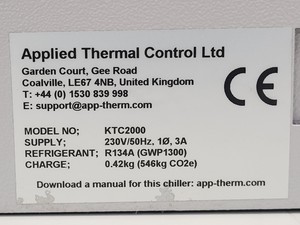 Applied Thermal Control Ltd
Garden Court, Gee Road
Coalville, LE67 4NB, United Kingdom
T: +44 (0) 1530 839 998
E: support@app-therm.com
CE
MODEL NO: KTC2000
SUPPLY: 230V/50Hz, 1Ø, 3A
REFRIGERANT: R134A (GWP1300)
CHARGE: 0.42kg (546kg CO2e)
Download a manual for this chiller: app-therm.com